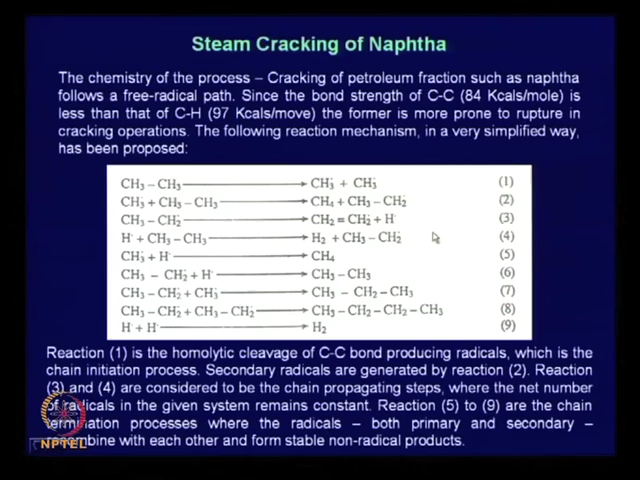 Steam Cracking of Naphtha
The chemistry of the process – Cracking of petroleum fraction such as naphtha
follows a free-radical path. Since the bond strength of C-C (84 Kcals/mole) is
less than that of C-H (97 Kcals/move) the former is more prone to rupture in
cracking operations. The following reaction mechanism, in a very simplified way,
has been proposed:
CH₃ – CH₃ ⟶ CH₃˙ + CH₃˙ (1)
CH₃˙ + CH₃ – CH₃ ⟶ CH₄ + CH₃ – CH₂˙ (2)
CH₃ – CH₂˙ ⟶ CH₂ = CH₂ + H˙ (3)
H˙ + CH₃ – CH₃ ⟶ H₂ + CH₃ – CH₂˙ (4)
CH₃˙ + H˙ ⟶ CH₄ (5)
CH₃ – CH₂˙ + H˙ ⟶ CH₃ – CH₃ (6)
CH₃ – CH₂˙ + CH₃˙ ⟶ CH₃ – CH₂ – CH₃ (7)
CH₃ – CH₂˙ + CH₃ – CH₂˙ ⟶ CH₃ – CH₂ – CH₂ – CH₃ (8)
H˙ + H˙ ⟶ H₂ (9)
Reaction (1) is the homolytic cleavage of C-C bond producing radicals, which is the
chain initiation process. Secondary radicals are generated by reaction (2). Reaction
(3) and (4) are considered to be the chain propagating steps, where the net number
of radicals in the given system remains constant. Reaction (5) to (9) are the chain
termination processes where the radicals – both primary and secondary –
recombine with each other and form stable non-radical products.
NPTEL